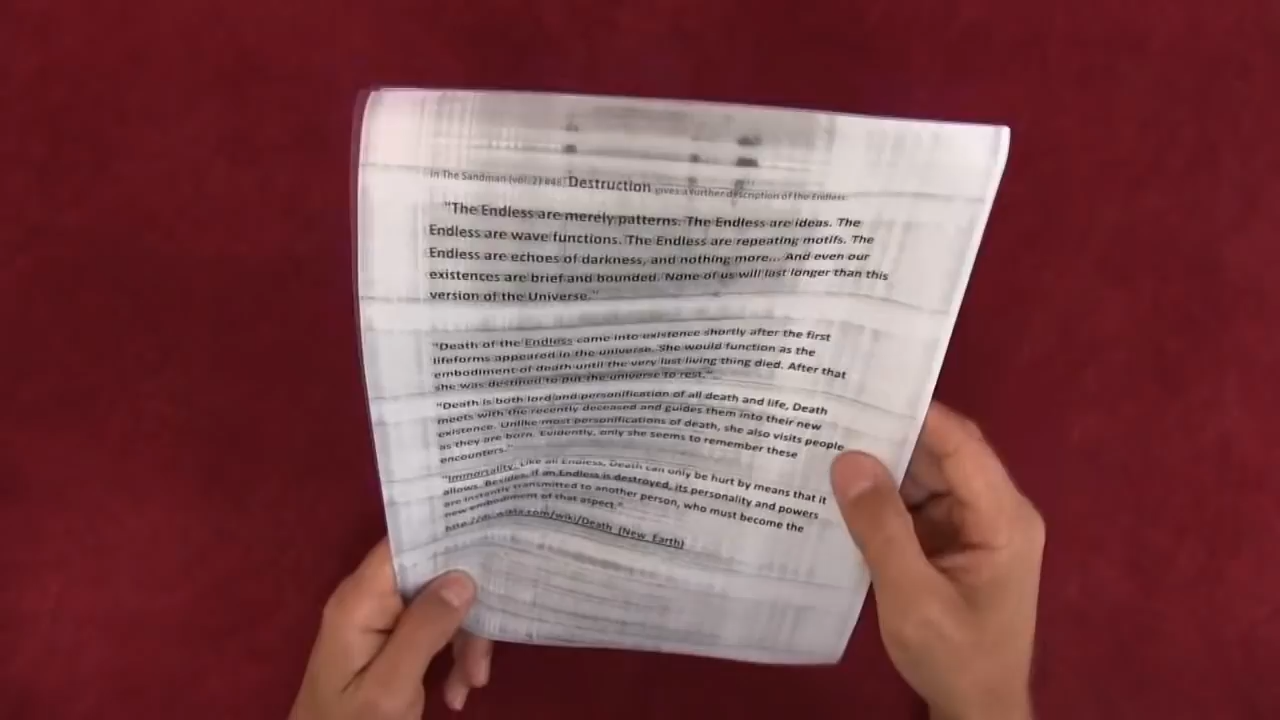 In The Sandman (vol. 2) #48, Destruction gives a further description of the Endless:
"The Endless are merely patterns. The Endless are ideas. The
Endless are wave functions. The Endless are repeating motifs. The
Endless are echoes of darkness, and nothing more... And even our
existences are brief and bounded. None of us will last longer than this
version of the Universe."
"Death of the Endless came into existence shortly after the first
lifeforms appeared in the universe. She would function as the
embodiment of death until the very last living thing died. After that
she was destined to put the universe to rest."
"Death is both lord and personification of all death and life, Death
meets with the recently deceased and guides them into their new
existence. Unlike most personifications of death, she also visits people
as they are born. Evidently, only she seems to remember these
encounters."
"Immortality. Like all Endless, Death can only be hurt by means that it
allows. Besides, if an Endless is destroyed, its personality and powers
are instantly transmitted to another person, who must become the
new embodiment of that aspect."
http://dc.wikia.com/wiki/Death_(New_Earth)